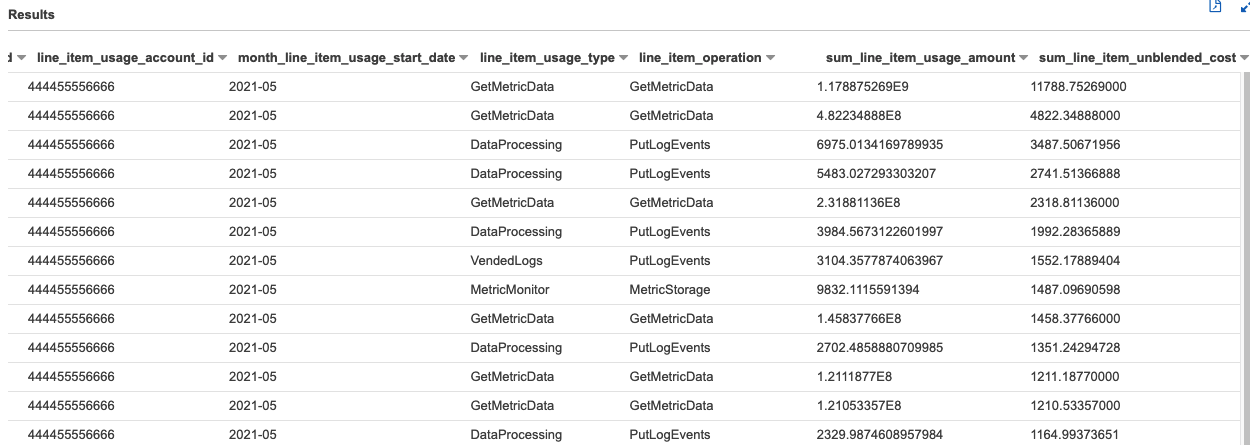 Results
d line_item_usage_account_id month_line_item_usage_start_date line_item_usage_type line_item_operation sum_line_item_usage_amount sum_line_item_unblended_cost
444455556666 2021-05 GetMetricData GetMetricData 1.178875269E9 11788.75269000
444455556666 2021-05 GetMetricData GetMetricData 4.82234888E8 4822.34888000
444455556666 2021-05 DataProcessing PutLogEvents 6975.0134169789935 3487.50671956
444455556666 2021-05 DataProcessing PutLogEvents 5483.027293303207 2741.51366888
444455556666 2021-05 GetMetricData GetMetricData 2.31881136E8 2318.81136000
444455556666 2021-05 DataProcessing PutLogEvents 3984.5673122601997 1992.28365889
444455556666 2021-05 VendedLogs PutLogEvents 3104.3577874063967 1552.17889404
444455556666 2021-05 MetricMonitor MetricStorage 9832.1115591394 1487.09690598
444455556666 2021-05 GetMetricData GetMetricData 1.45837766E8 1458.37766000
444455556666 2021-05 DataProcessing PutLogEvents 2702.4858880709985 1351.24294728
444455556666 2021-05 GetMetricData GetMetricData 1.2111877E8 1211.18770000
444455556666 2021-05 GetMetricData GetMetricData 1.21053357E8 1210.53357000
444455556666 2021-05 DataProcessing PutLogEvents 2329.9874608957984 1164.99373651